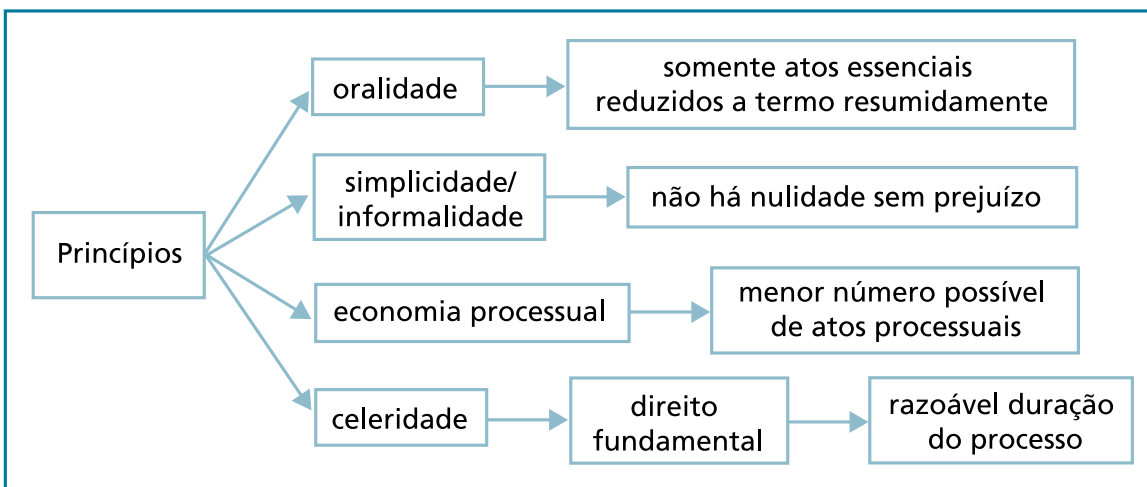 Princípios
oralidade
somente atos essenciais
reduzidos a termo resumidamente
simplicidade/
informalidade
não há nulidade sem prejuízo
economia processual
menor número possível
de atos processuais
celeridade
direito
fundamental
razoável duração
do processo